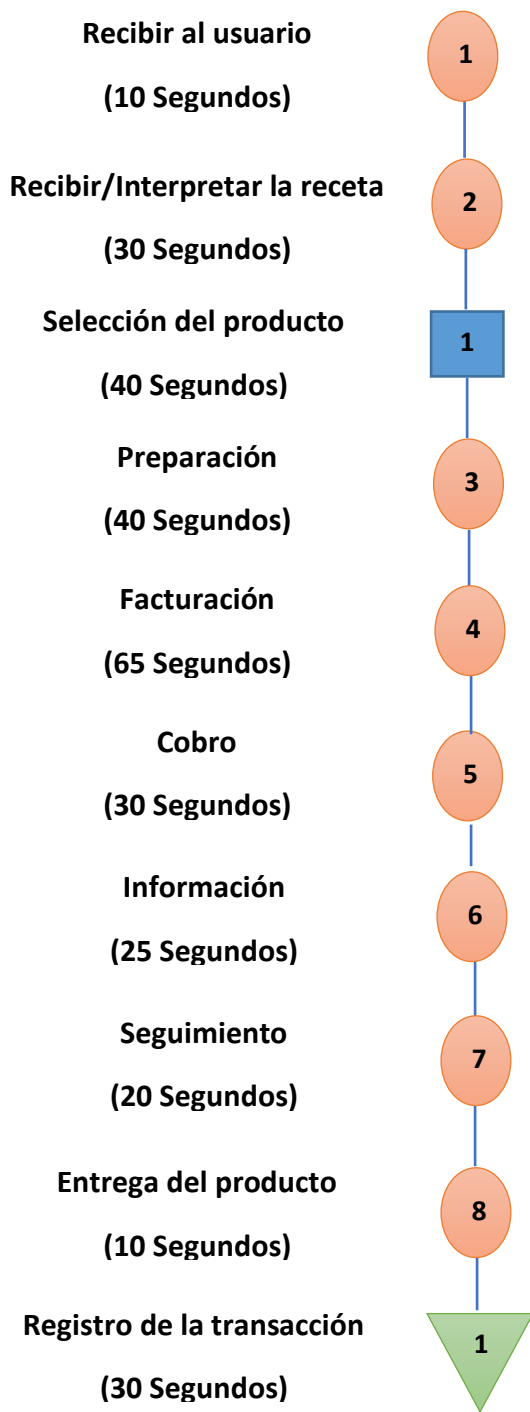 Recibir al usuario
1
(10 Segundos)
Recibir/Interpretar la receta
2
(30 Segundos)
Selección del producto
1
(40 Segundos)
Preparación
3
(40 Segundos)
Facturación
4
(65 Segundos)
Cobro
5
(30 Segundos)
Información
6
(25 Segundos)
Seguimiento
7
(20 Segundos)
Entrega del producto
8
(10 Segundos)
Registro de la transacción
1
(30 Segundos)